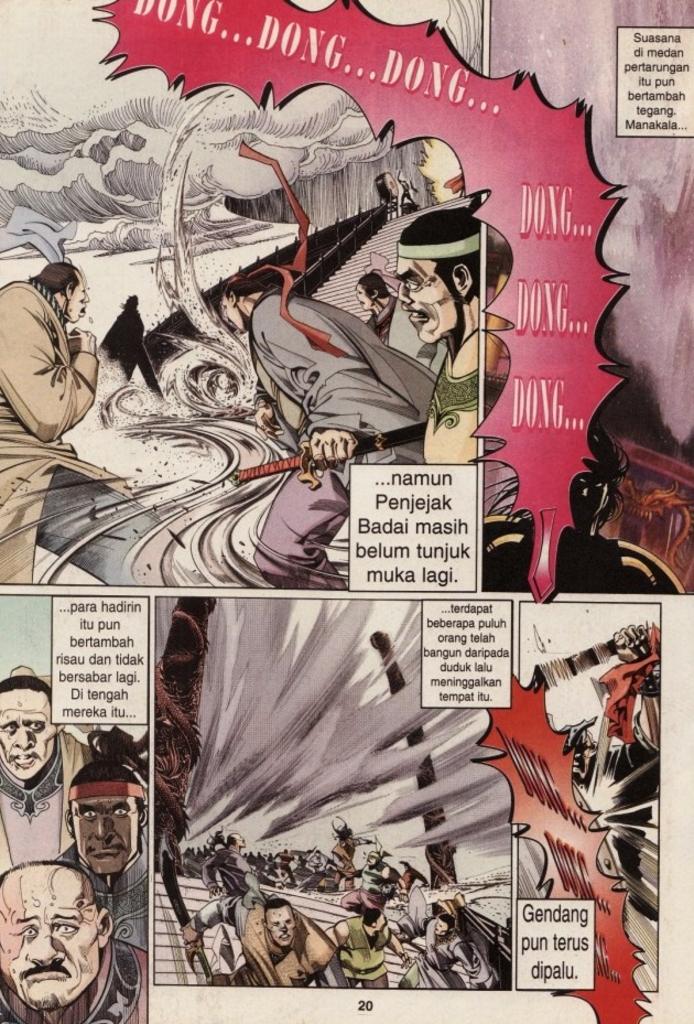 DONG...DONG...DONG...
Suasana
di medan
pertarungan
itu pun
bertambah
tegang.
Manakala...
DONG...
DONG...
DONG...
...namun
Penjejak
Badai masih
belum tunjuk
muka lagi.
...para hadirin
itu pun
bertambah
risau dan tidak
bersabar lagi.
Di tengah
mereka itu...
...terdapat
beberapa puluh
orang telah
bangun daripada
duduk lalu
meninggalkan
tempat itu.
Gendang
pun terus
dipalu.
20